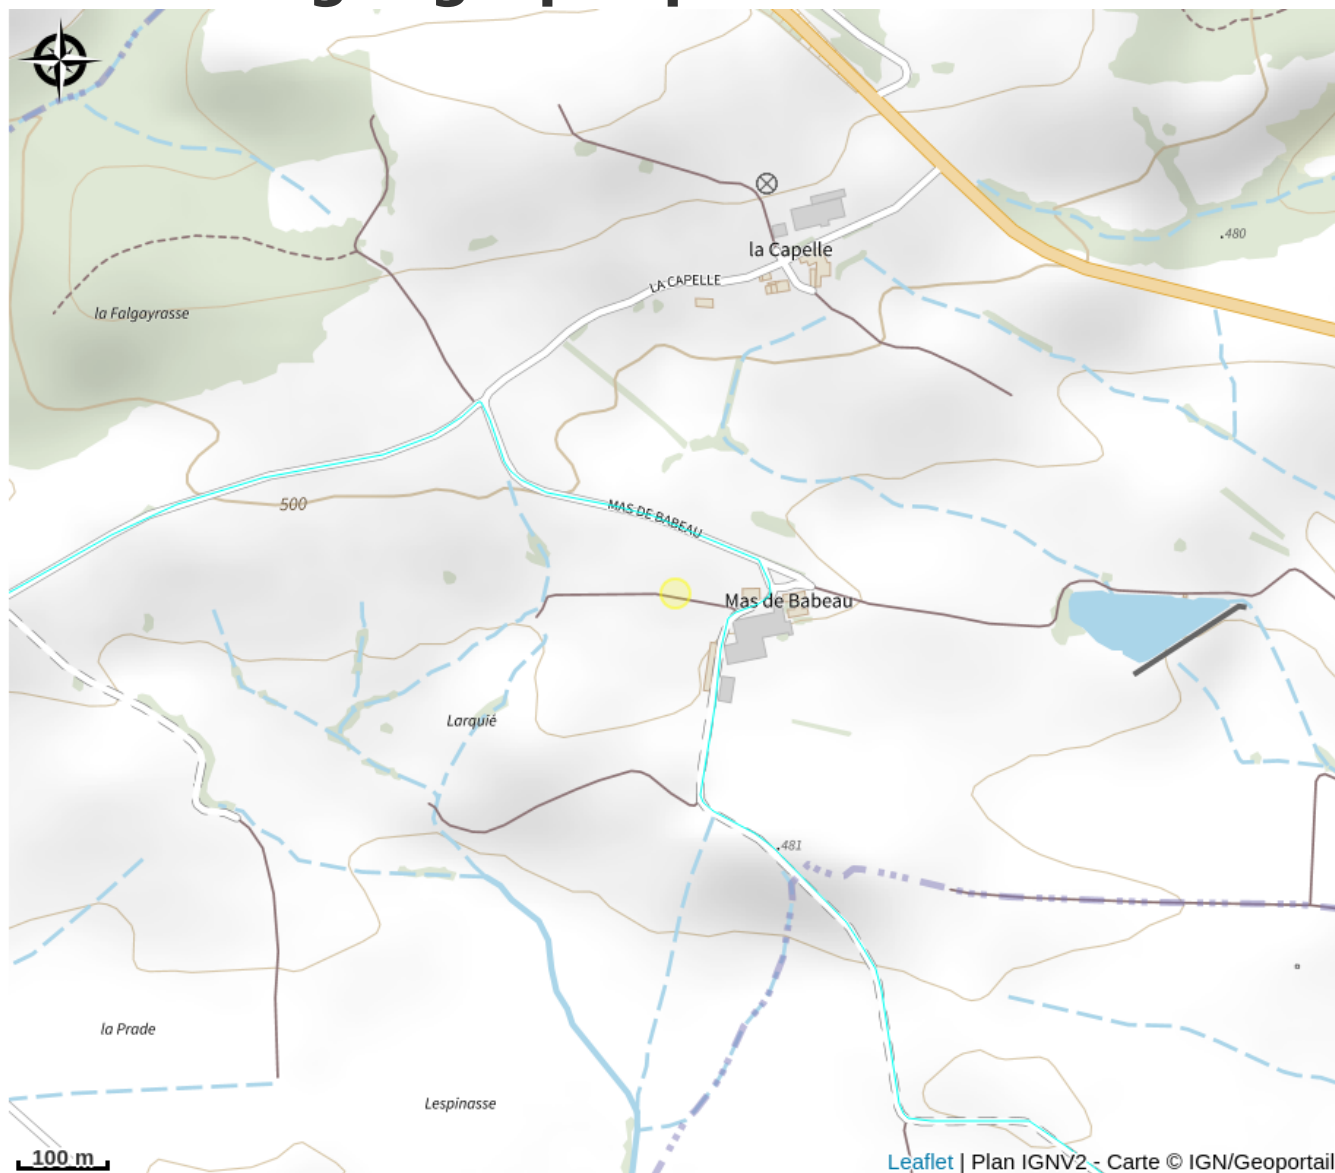 la Capelle
LA CAPELLE
480
la Falgayrasse
500
MAS DE BABEAU
Mas de Babeau
Larquié
481
la Prade
Lespinasse
100 m
Leaflet | Plan IGNV2 - Carte © IGN/Geoportail